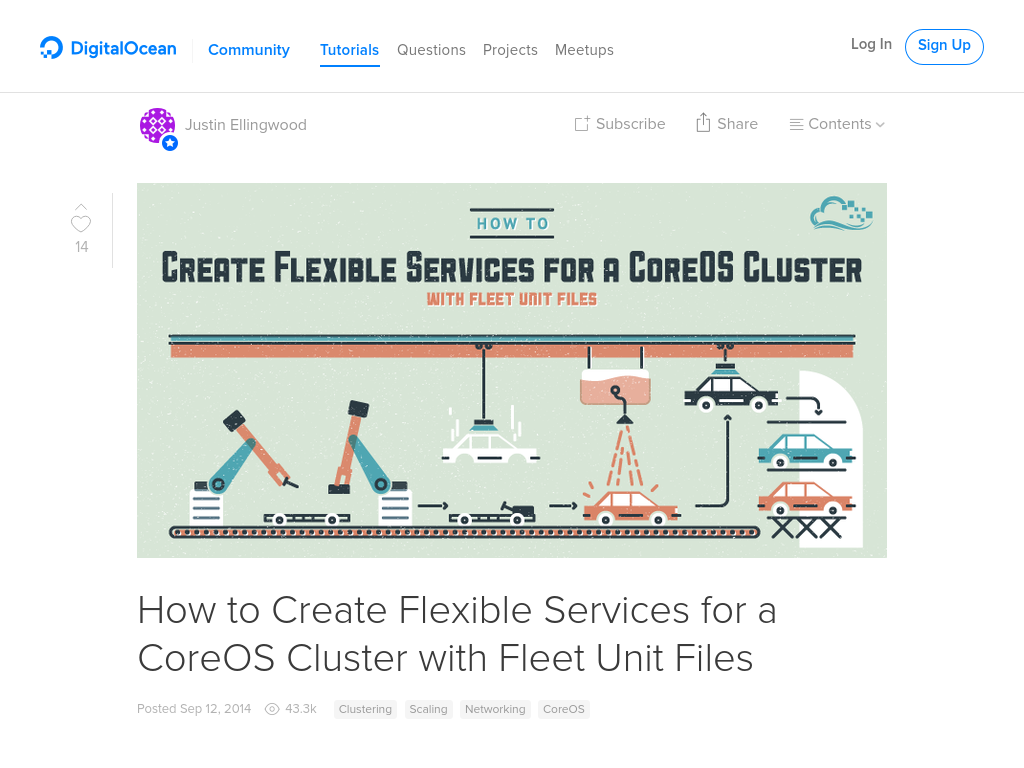 DigitalOcean Community Tutorials Questions Projects Meetups Log In Sign Up
Justin Ellingwood Subscribe Share Contents
14
HOW TO
CREATE FLEXIBLE SERVICES FOR A COREOS CLUSTER
WITH FLEET UNIT FILES
How to Create Flexible Services for a
CoreOS Cluster with Fleet Unit Files
Posted Sep 12, 2014 43.3k Clustering Scaling Networking CoreOS